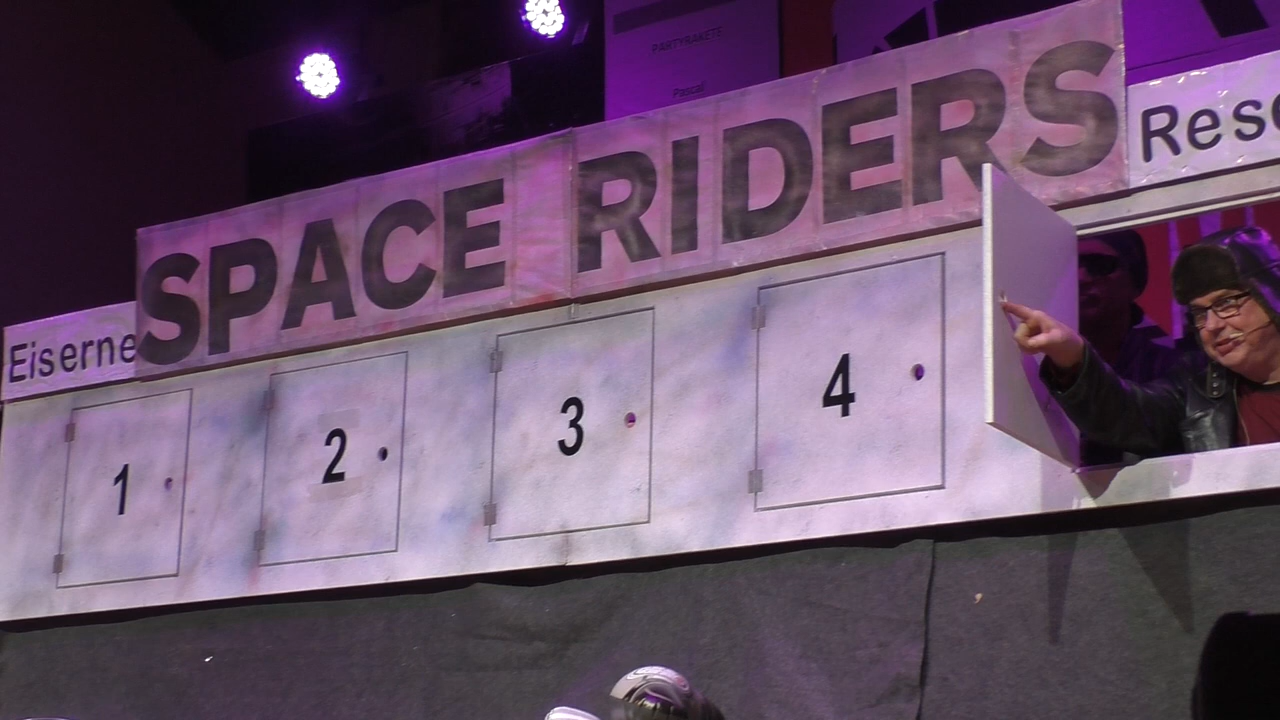 PARTYRAKETE
Pascal
SPACE RIDERS
Eiserne
Rese
1
2
3
4